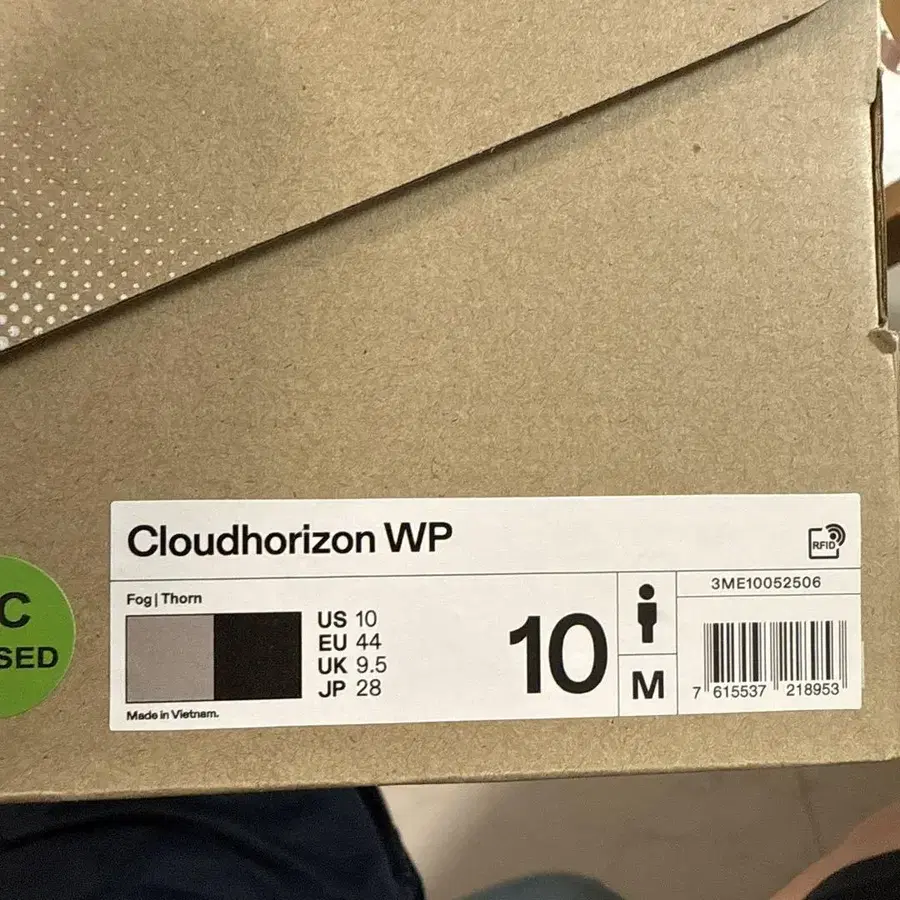 Cloudhorizon WP
RFID
Fog | Thorn
US 10
EU 44
UK 9.5
JP 28
Made in Vietnam.
10
M
3ME10052506
7 615537 218953
C
SED